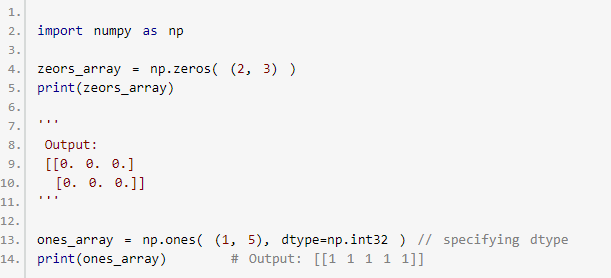 1.
2. import numpy as np
3.
4. zeors_array = np.zeros( (2, 3) )
5. print(zeors_array)
6.
7. '''
8. Output:
9. [[0. 0. 0.]
10. [0. 0. 0.]]
11. '''
12.
13. ones_array = np.ones( (1, 5), dtype=np.int32 ) // specifying dtype
14. print(ones_array) # Output: [[1 1 1 1 1]]